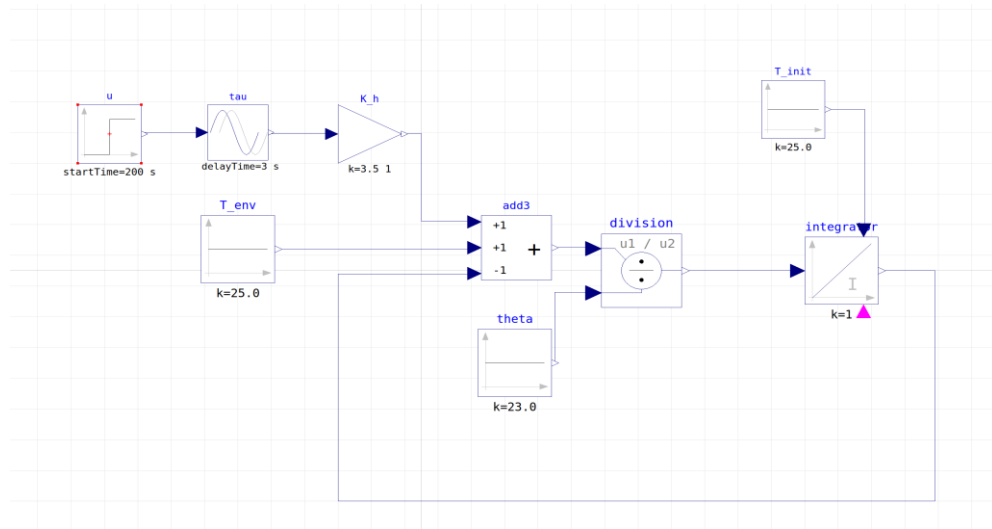 T_init
u
tau
K_h
startTime=200 s
delayTime=3 s
k=3.5 1
k=25.0
T_env
add3
+1
+1
-1
+
division
u1 / u2
integrator
I
k=25.0
k=1
theta
k=23.0